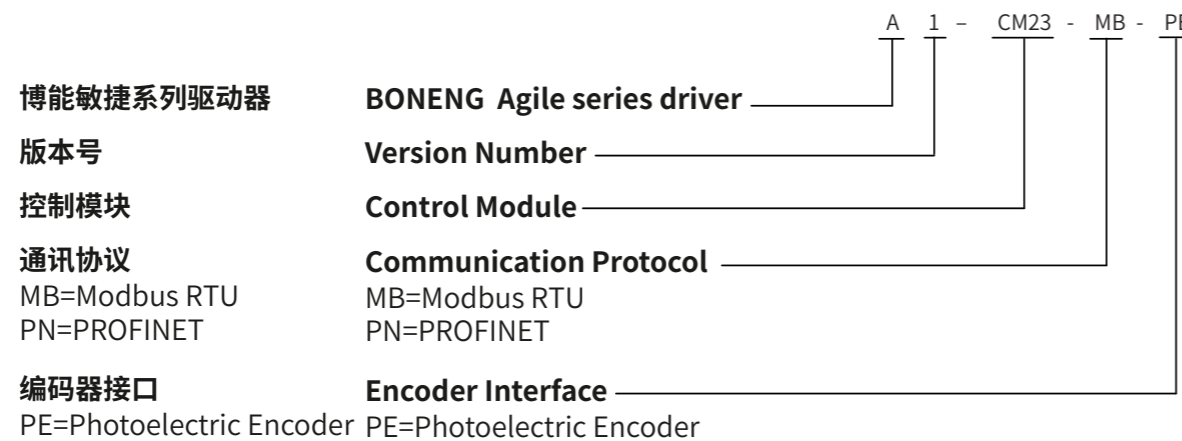 A 1 - CM23 - MB - PE
博能敏捷系列驱动器 BONENG Agile series driver
版本号 Version Number
控制模块 Control Module
通讯协议 Communication Protocol
MB=Modbus RTU MB=Modbus RTU
PN=PROFINET PN=PROFINET
编码器接口 Encoder Interface
PE=Photoelectric Encoder PE=Photoelectric Encoder